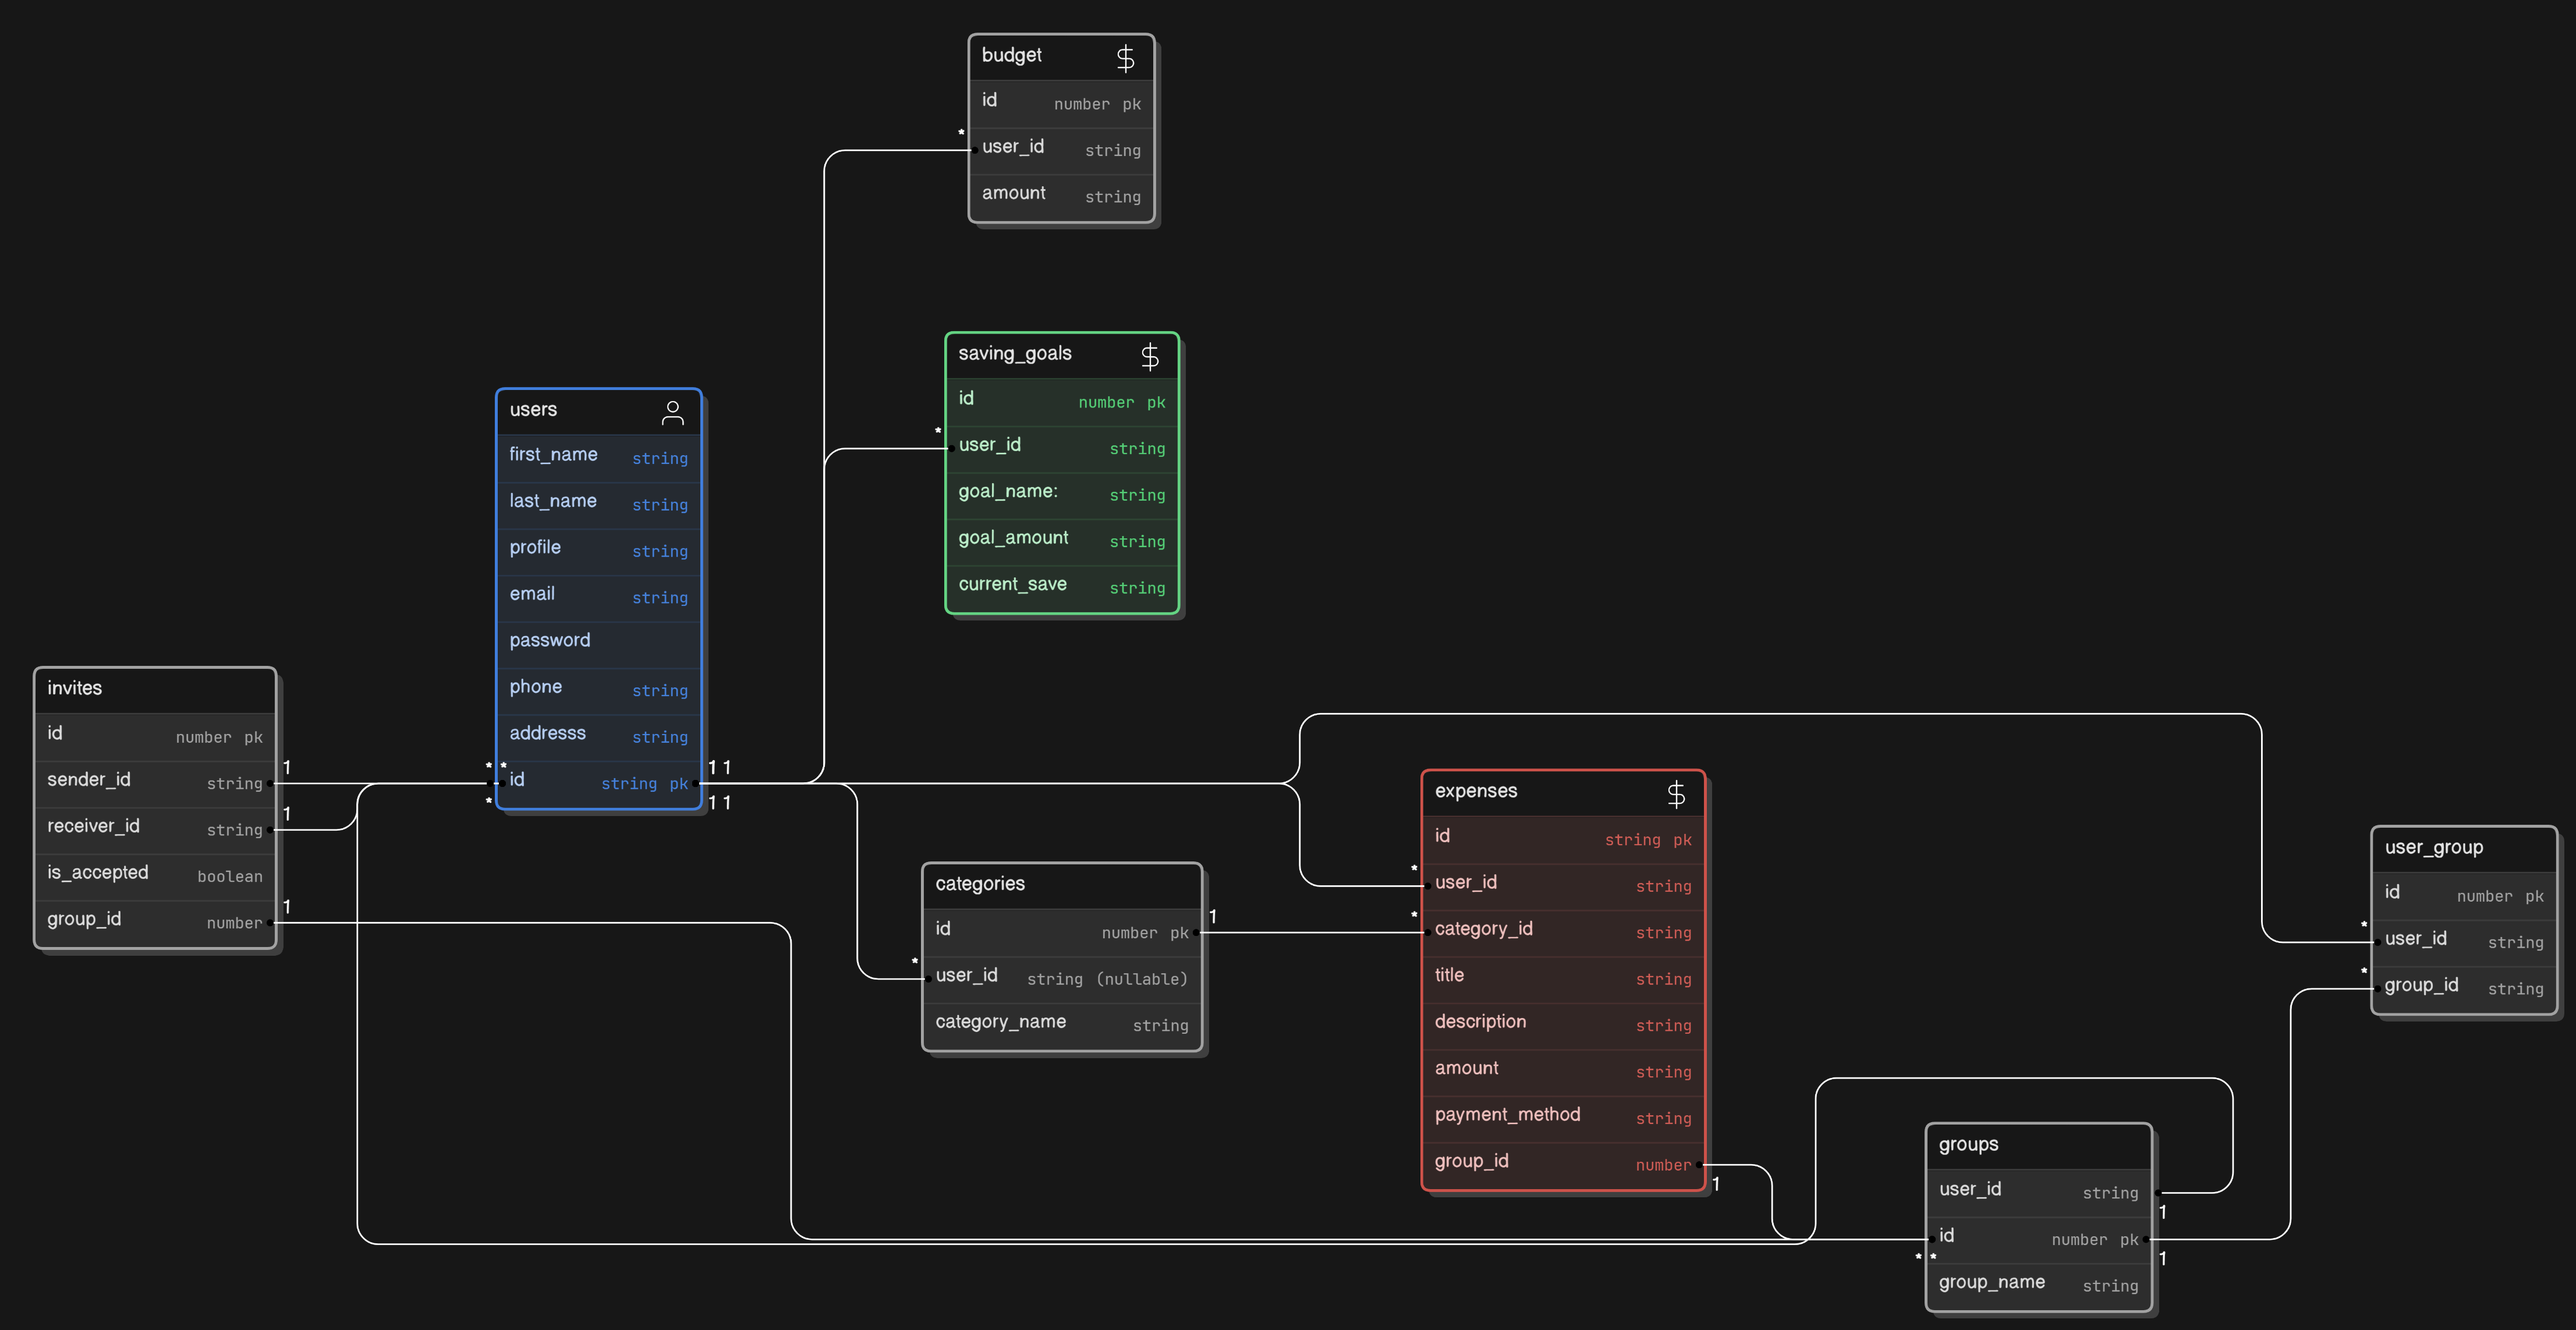 budget
id number pk
* user_id string
amount string
saving_goals
id number pk
* user_id string
goal_name: string
goal_amount string
current_save string
users
first_name string
last_name string
profile string
email string
password
phone string
addresss string
* * id string pk 1 1
* 1 1
invites
id number pk
sender_id string 1
receiver_id string 1
is_accepted boolean
group_id number 1
categories
id number pk 1
* user_id string (nullable)
category_name string
expenses
id string pk
* user_id string
* category_id string
title string
description string
amount string
payment_method string
group_id number 1
user_group
id number pk
* user_id string
* group_id string
groups
user_id string 1
id number pk 1
* *
group_name string